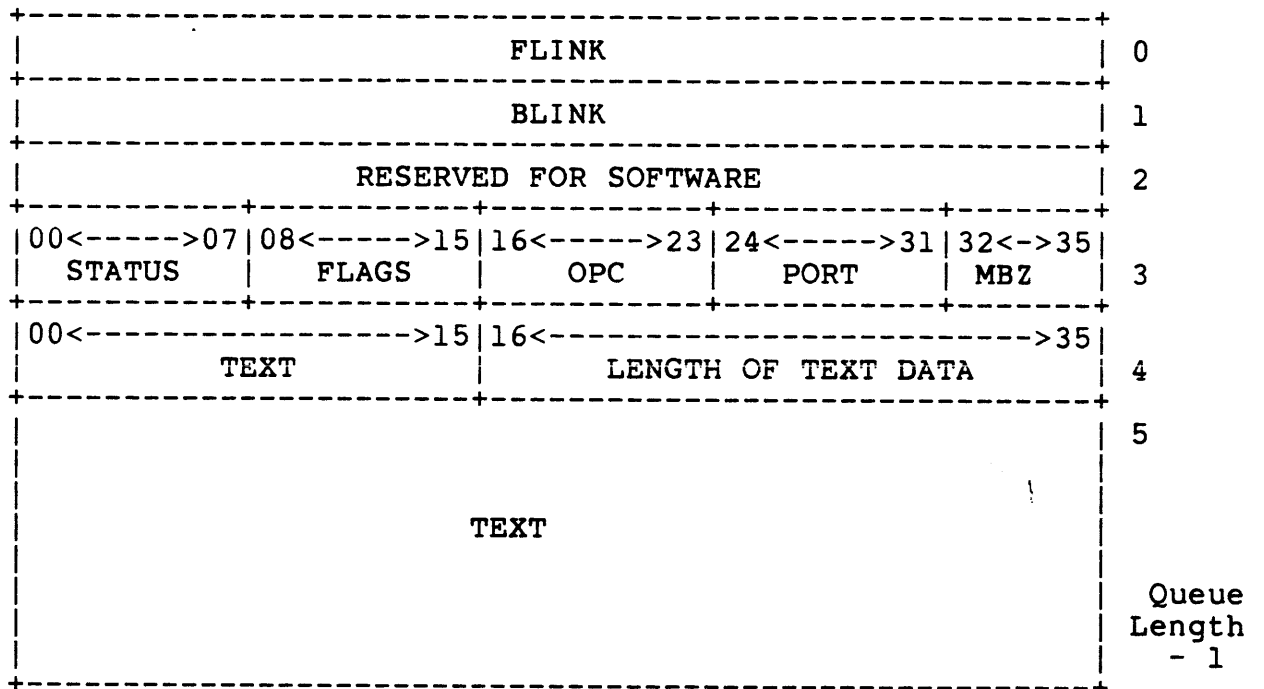 FLINK 0
BLINK 1
RESERVED FOR SOFTWARE 2
00<----->07|08<----->15|16<----->23|24<----->31|32<->35
STATUS | FLAGS | OPC | PORT | MBZ 3
00<------------------>15|16<------------------------->35
TEXT | LENGTH OF TEXT DATA 4
5
TEXT
Queue
Length
- 1